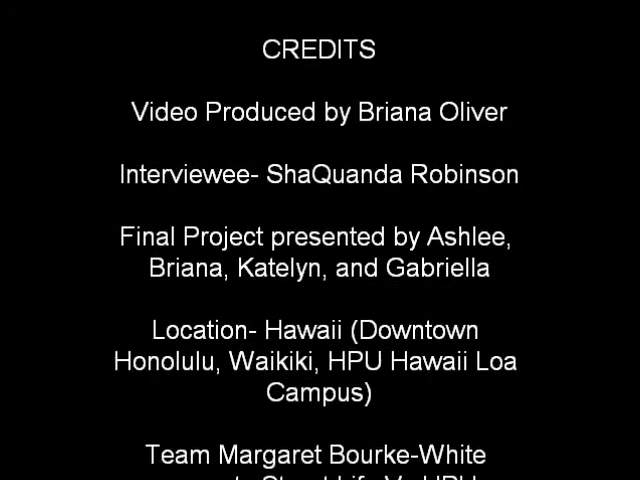 CREDITS
Video Produced by Briana Oliver
Interviewee- ShaQuanda Robinson
Final Project presented by Ashlee,
Briana, Katelyn, and Gabriella
Location- Hawaii (Downtown
Honolulu, Waikiki, HPU Hawaii Loa
Campus)
Team Margaret Bourke-White